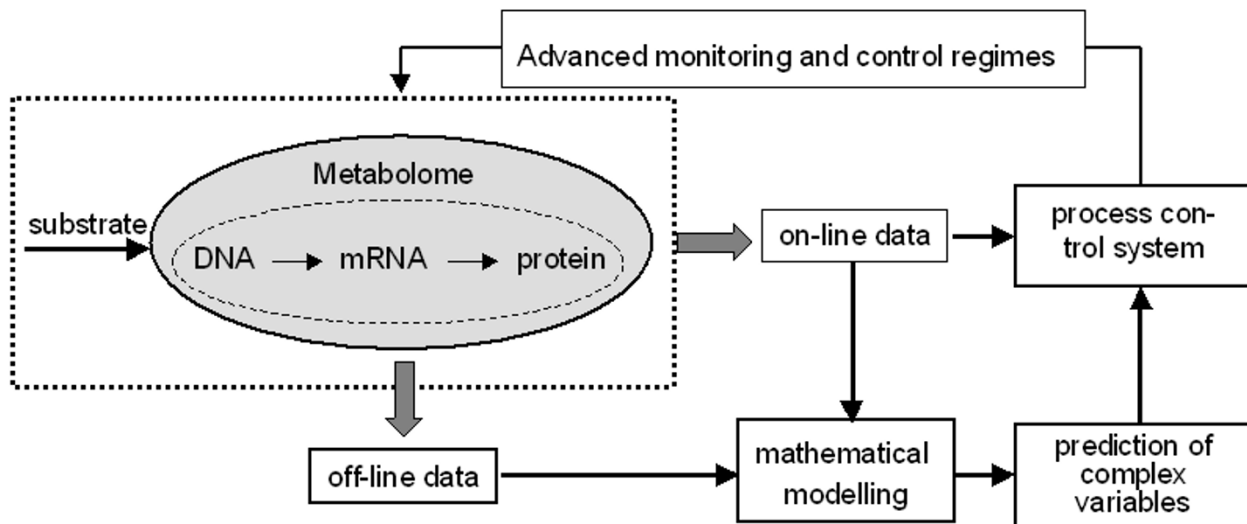 Advanced monitoring and control regimes
Metabolome
substrate
DNA mRNA protein
on-line data
process con-
trol system
off-line data
mathematical
modelling
prediction of
complex
variables